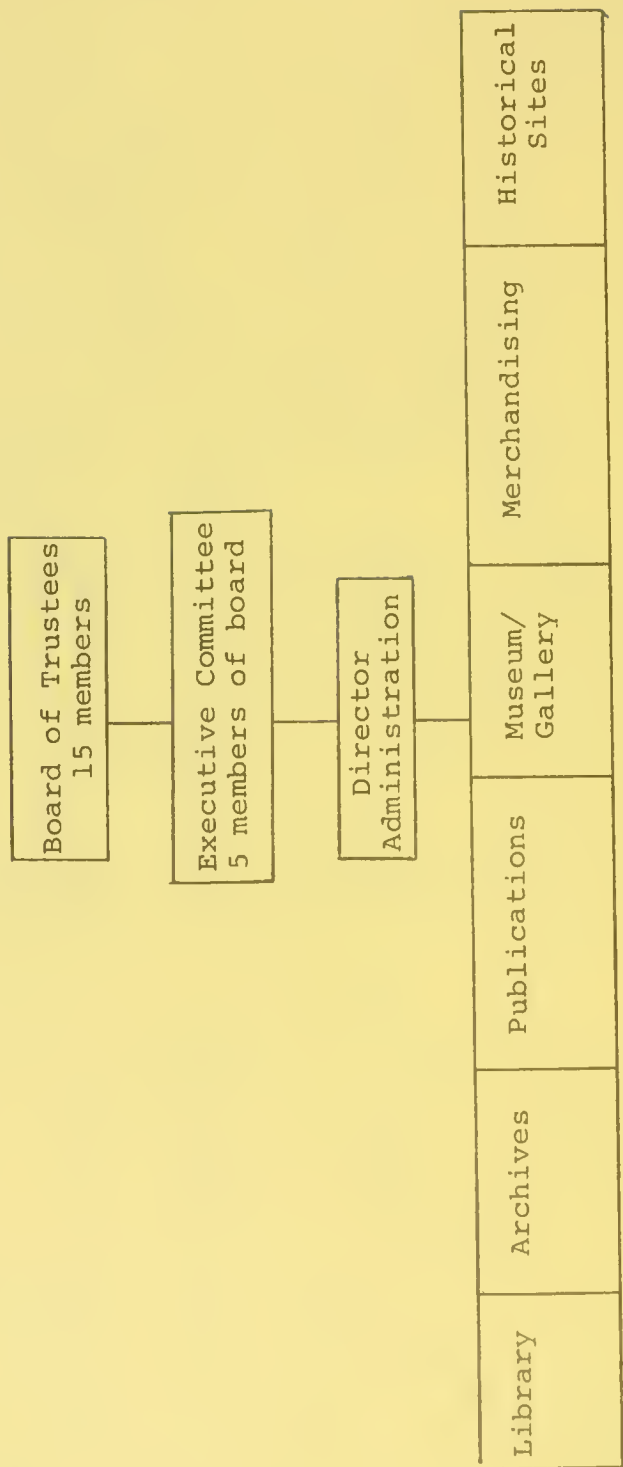 Board of Trustees
15 members
Executive Committee
5 members of board
Director
Administration
Library
Archives
Publications
Museum/
Gallery
Merchandising
Historical
Sites